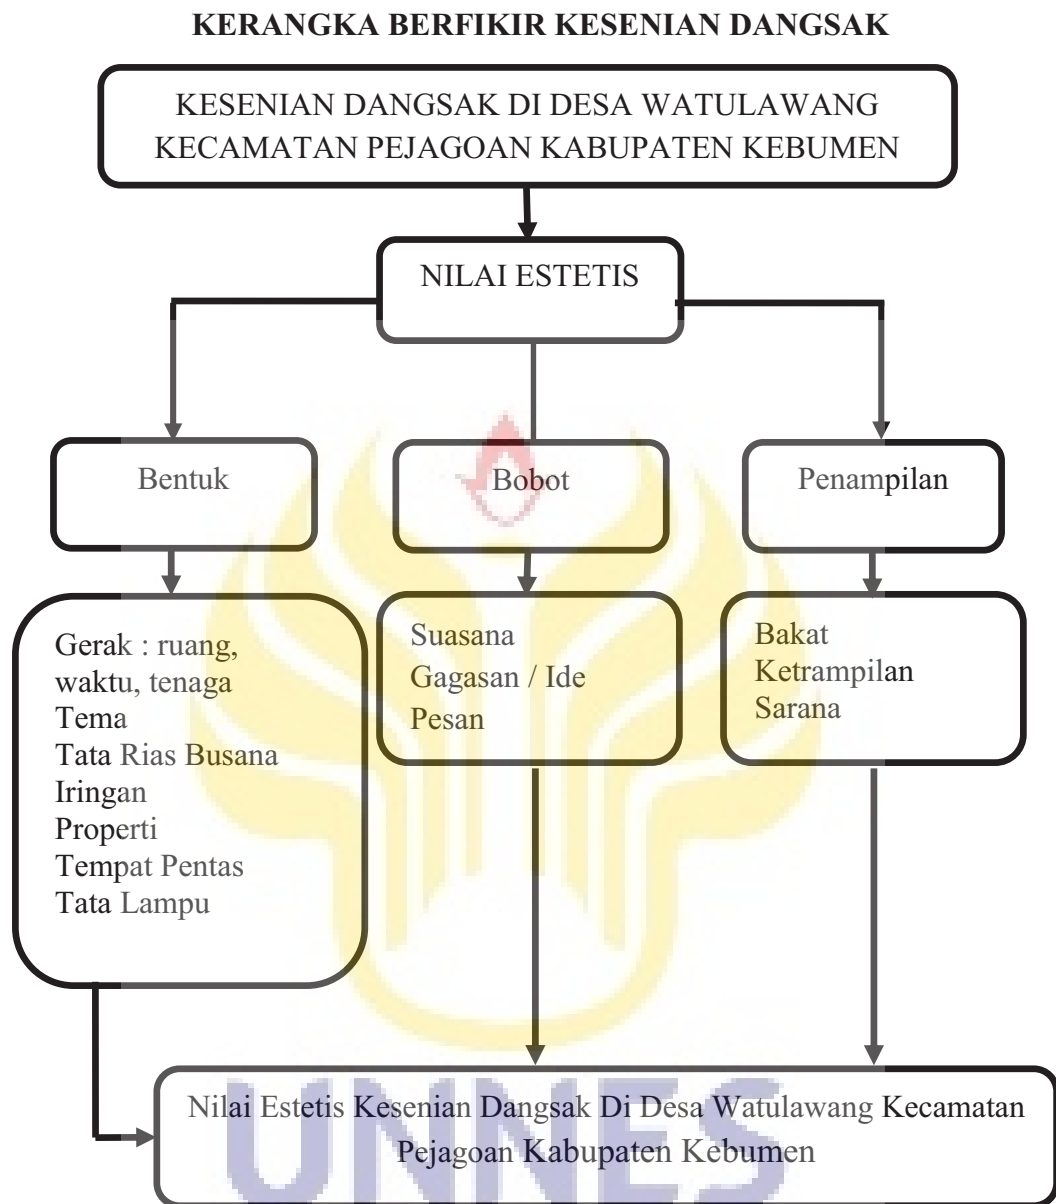 KERANGKA BERFIKIR KESENIAN DANGSAK
KESENIAN DANGSAK DI DESA WATULAWANG
KECAMATAN PEJAGOAN KABUPATEN KEBUMEN
NILAI ESTETIS
Bentuk
Bobot
Penampilan
Gerak : ruang,
waktu, tenaga
Tema
Tata Rias Busana
Iringan
Properti
Tempat Pentas
Tata Lampu
Suasana
Gagasan / Ide
Pesan
Bakat
Ketrampilan
Sarana
Nilai Estetis Kesenian Dangsak Di Desa Watulawang Kecamatan
Pejagoan Kabupaten Kebumen
UNNES